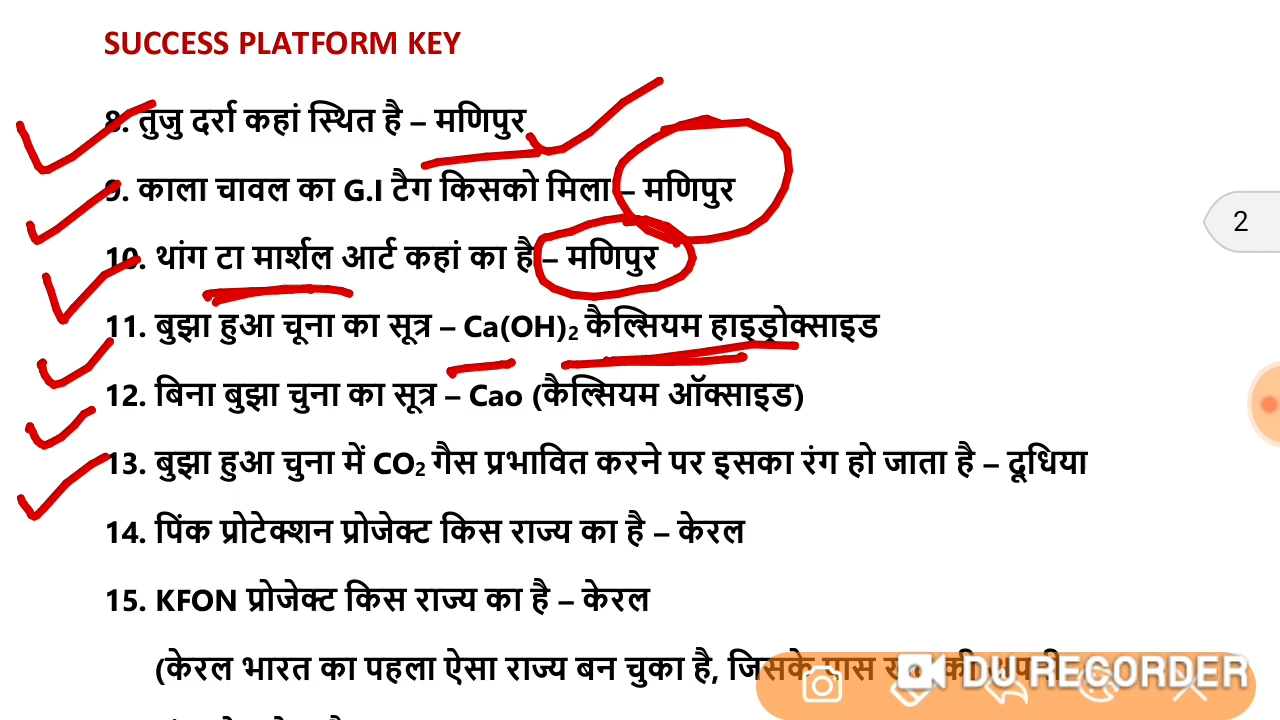 SUCCESS PLATFORM KEY
8. तुजु दर्रा कहां स्थित है – मणिपुर
9. काला चावल का G.I टैग किसको मिला – मणिपुर
10. थांग टा मार्शल आर्ट कहां का है – मणिपुर
11. बुझा हुआ चूना का सूत्र – Ca(OH)₂ कैल्सियम हाइड्रोक्साइड
12. बिना बुझा चुना का सूत्र – Cao (कैल्सियम ऑक्साइड)
13. बुझा हुआ चुना में CO₂ गैस प्रभावित करने पर इसका रंग हो जाता है – दूधिया
14. पिंक प्रोटेक्शन प्रोजेक्ट किस राज्य का है – केरल
15. KFON प्रोजेक्ट किस राज्य का है – केरल
(केरल भारत का पहला ऐसा राज्य बन चुका है, जिसके पास
2
DU RECORDER